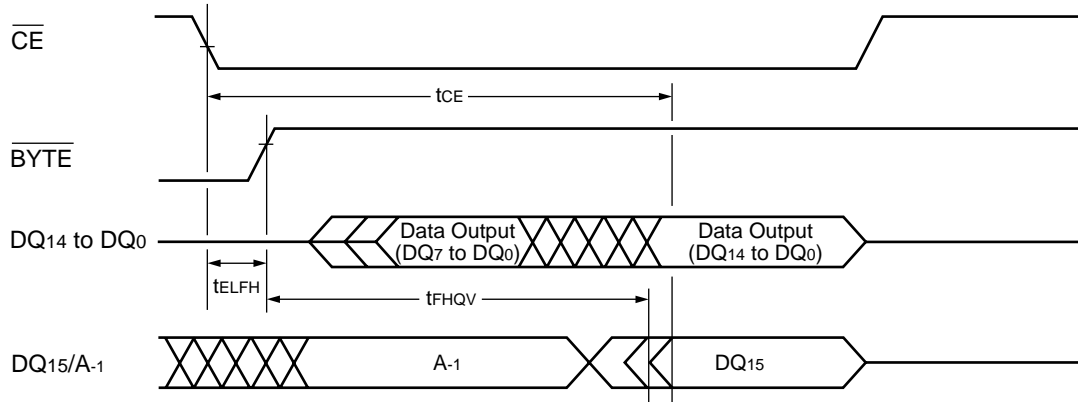 CE
tCE
BYTE
DQ14 to DQ0
Data Output
(DQ7 to DQ0)
Data Output
(DQ14 to DQ0)
tELFH
tFHQV
DQ15/A-1
A-1
DQ15